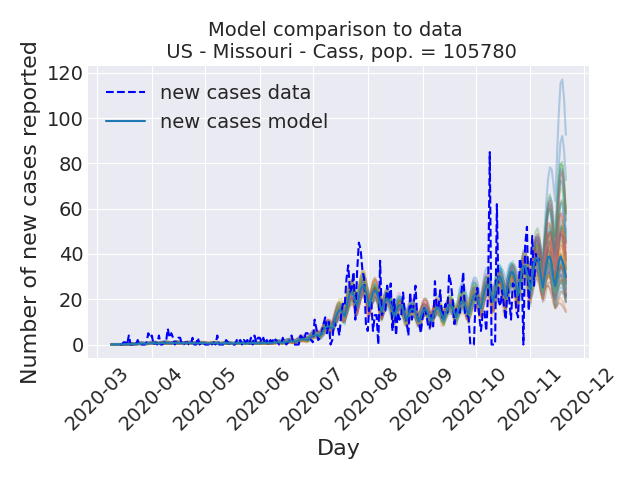 Model comparison to data
US - Missouri - Cass, pop. = 105780
new cases data
new cases model
Number of new cases reported
120
100
80
60
40
20
0
2020-03
2020-04
2020-05
2020-06
2020-07
2020-08
2020-09
2020-10
2020-11
2020-12
Day